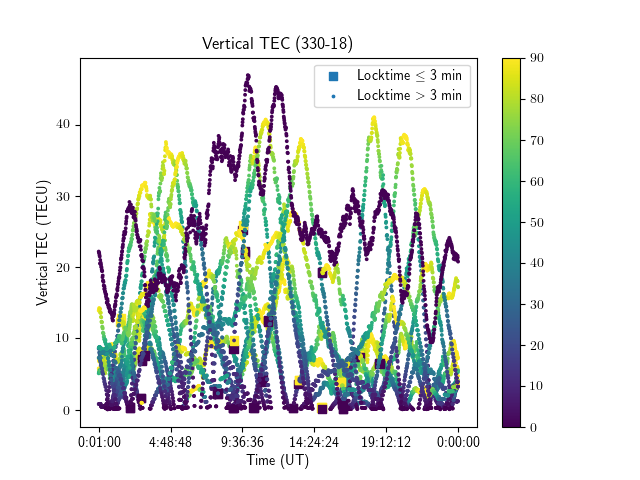 Vertical TEC (330-18)
Locktime ≤ 3 min
Locktime > 3 min
Vertical TEC (TECU)
40
30
20
10
0
0:01:00 4:48:48 9:36:36 14:24:24 19:12:12 0:00:00
Time (UT)
90
80
70
60
50
40
30
20
10
0